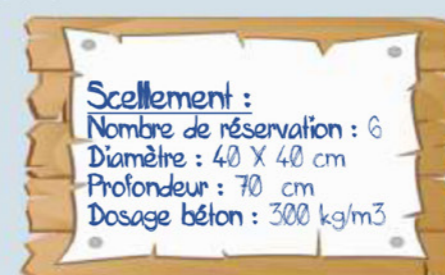 Scellement :
Nombre de réservation : 6
Diamètre : 40 X 40 cm
Profondeur : 70 cm
Dosage béton : 300 kg/m3